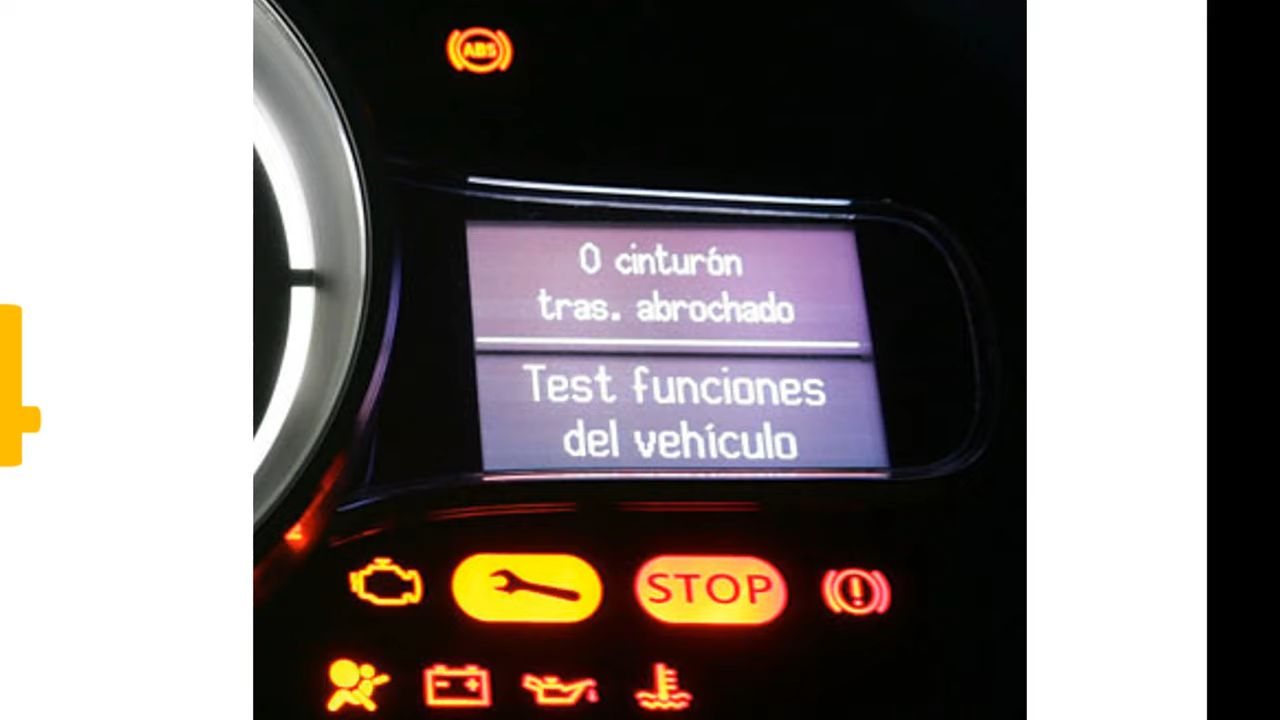 ABS
0 cinturón
tras. abrochado
Test funciones
del vehículo
STOP